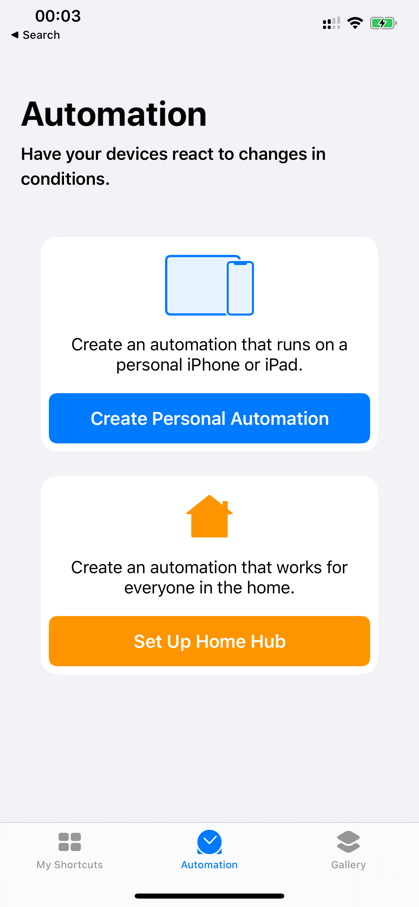 00:03
◀ Search
Automation
Have your devices react to changes in
conditions.
Create an automation that runs on a
personal iPhone or iPad.
Create Personal Automation
Create an automation that works for
everyone in the home.
Set Up Home Hub
My Shortcuts
Automation
Gallery